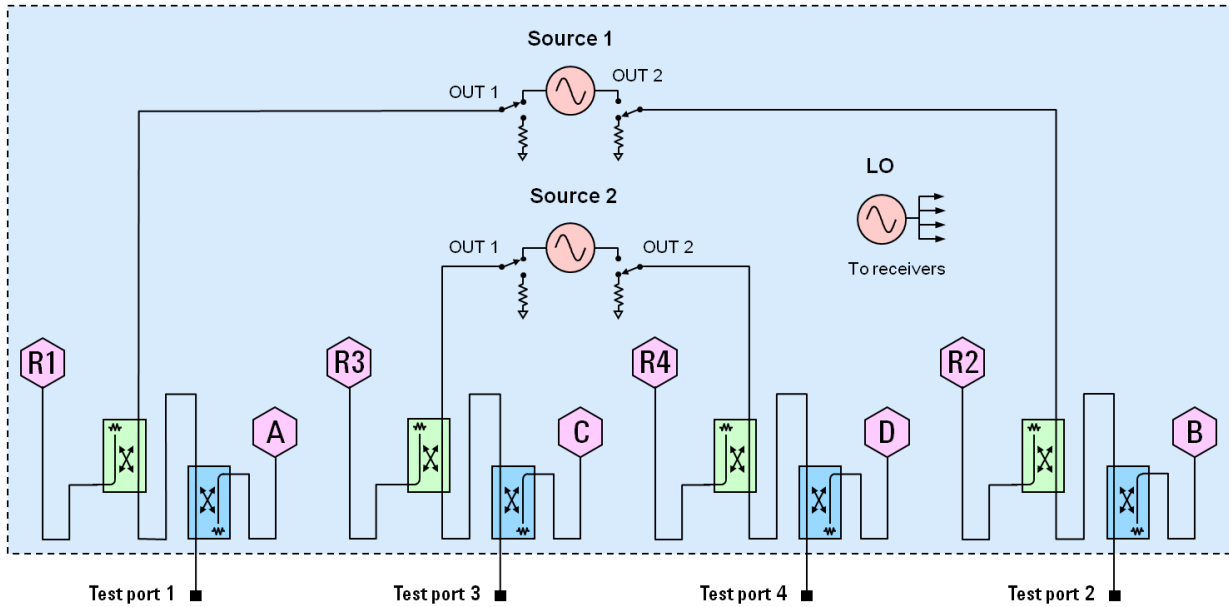 Source 1
OUT 1
OUT 2
LO
Source 2
OUT 1
OUT 2
To receivers
R1
R3
R4
R2
A
C
D
B
Test port 1
Test port 3
Test port 4
Test port 2